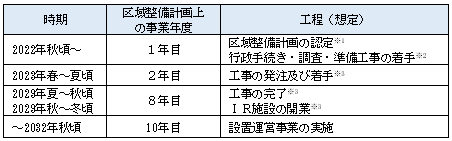 時期 区域整備計画上の事業年度 工程（想定）
2022年秋頃～ １年目 区域整備計画の認定※1
行政手続き・調査・準備工事の着手※2
2023年春～夏頃 ２年目 工事の発注及び着手※3
2029年夏～秋頃 ８年目 工事の完了※3
2029年秋～冬頃 ＩＲ施設の開業※3
～2032年秋頃 10年目 設置運営事業の実施